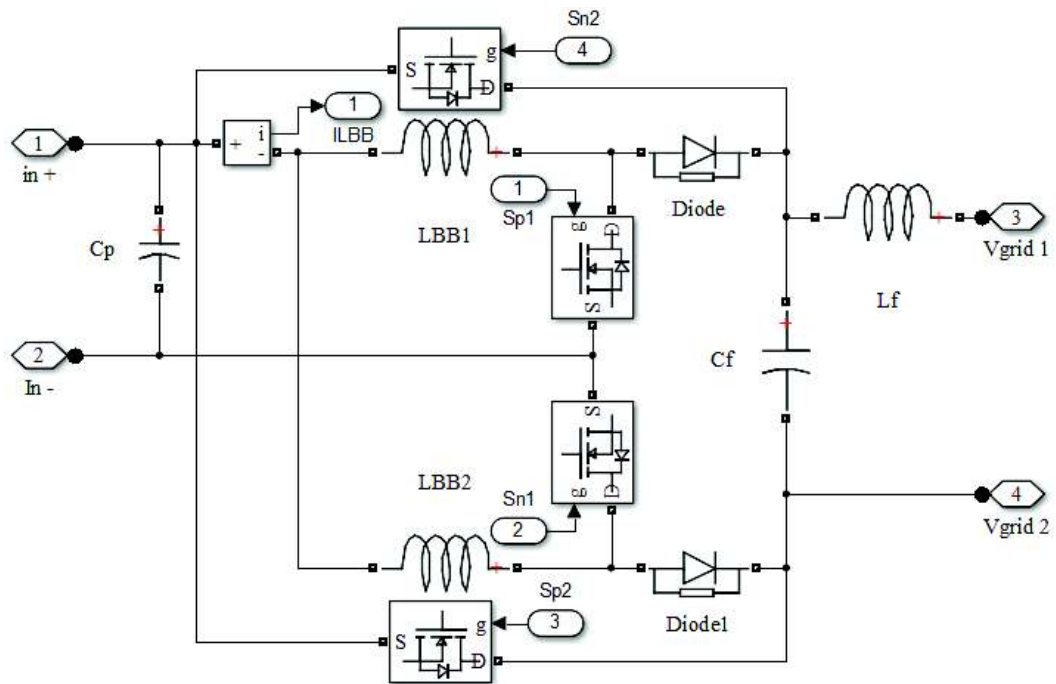 Sn2
4
g
S
D
1
ILBB
i
+
-
1
in +
1
Sp1
Diode
LBB1
g
D
S
Cp
3
Vgrid 1
Lf
2
In -
Cf
S
g
D
LBB2
Sn1
2
4
Vgrid 2
Sp2
3
Diode1
S
g
D